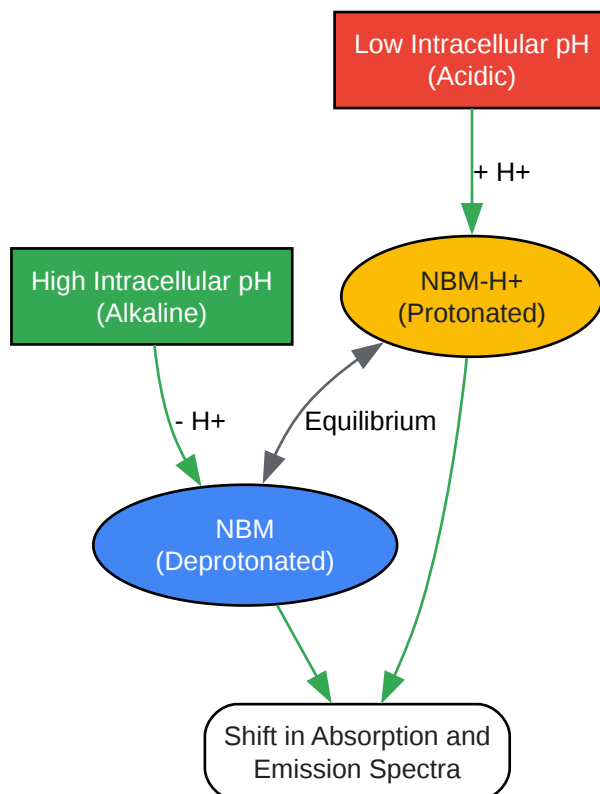 Low Intracellular pH
(Acidic)
+ H+
High Intracellular pH
(Alkaline)
NBM-H+
(Protonated)
- H+
Equilibrium
NBM
(Deprotonated)
Shift in Absorption and
Emission Spectra